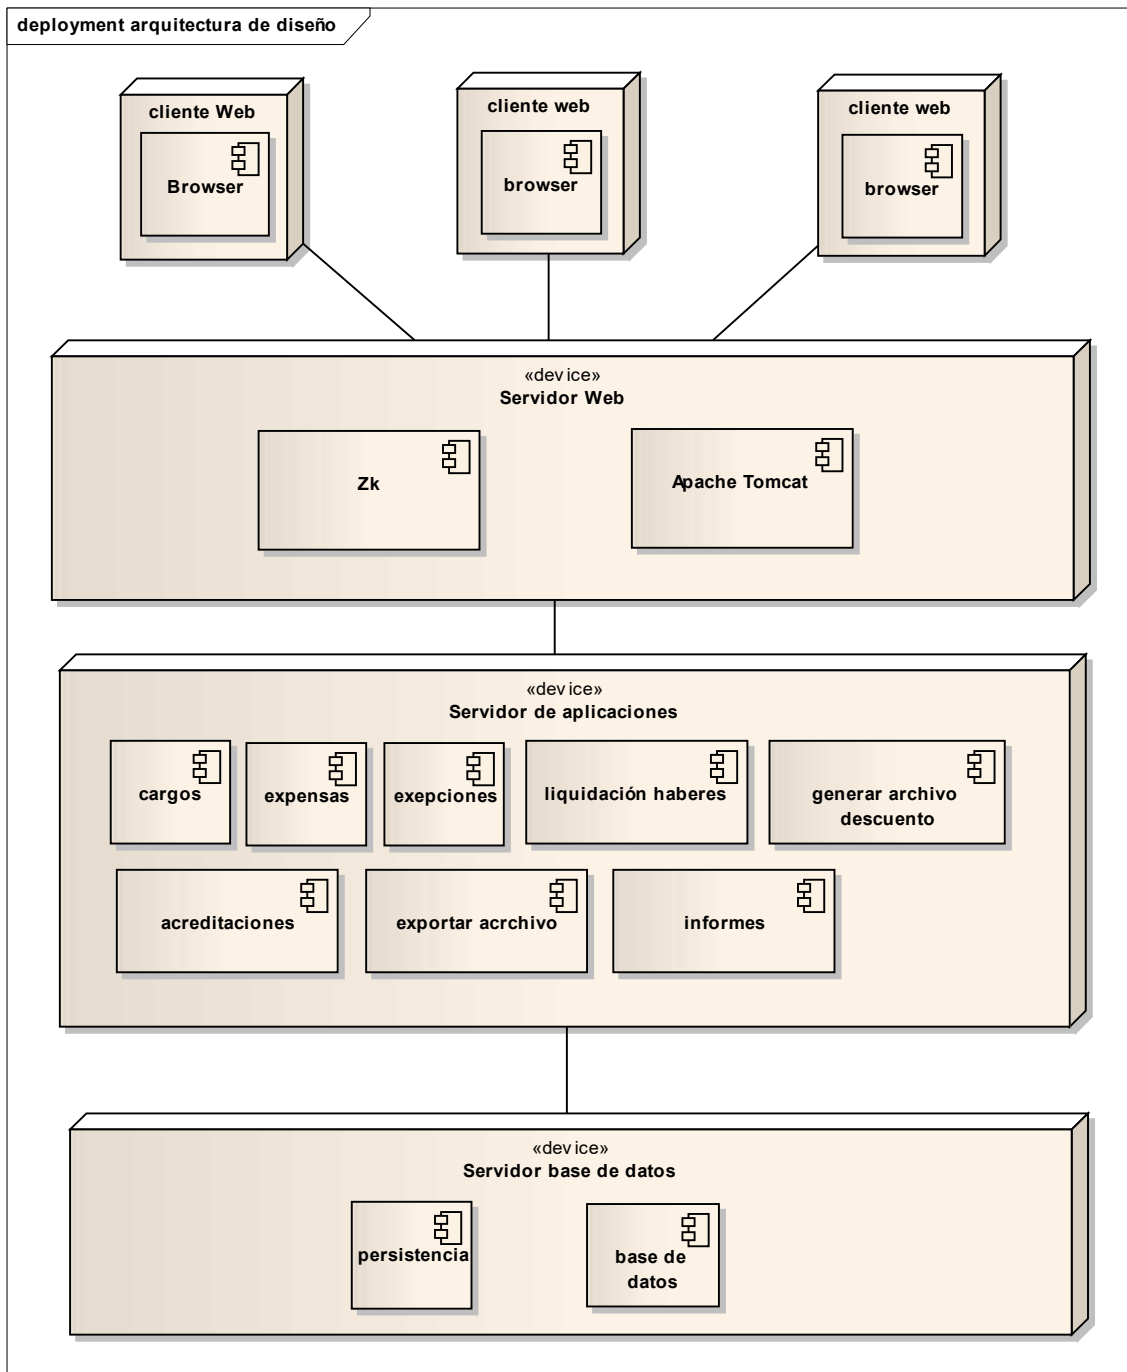 deployment arquitectura de diseño
cliente Web
cliente web
cliente web
Browser
browser
browser
«device»
Servidor Web
Zk
Apache Tomcat
«device»
Servidor de aplicaciones
cargos
expensas
exepciones
liquidación haberes
generar archivo
descuento
acreditaciones
exportar acrchivo
informes
«device»
Servidor base de datos
persistencia
base de
datos